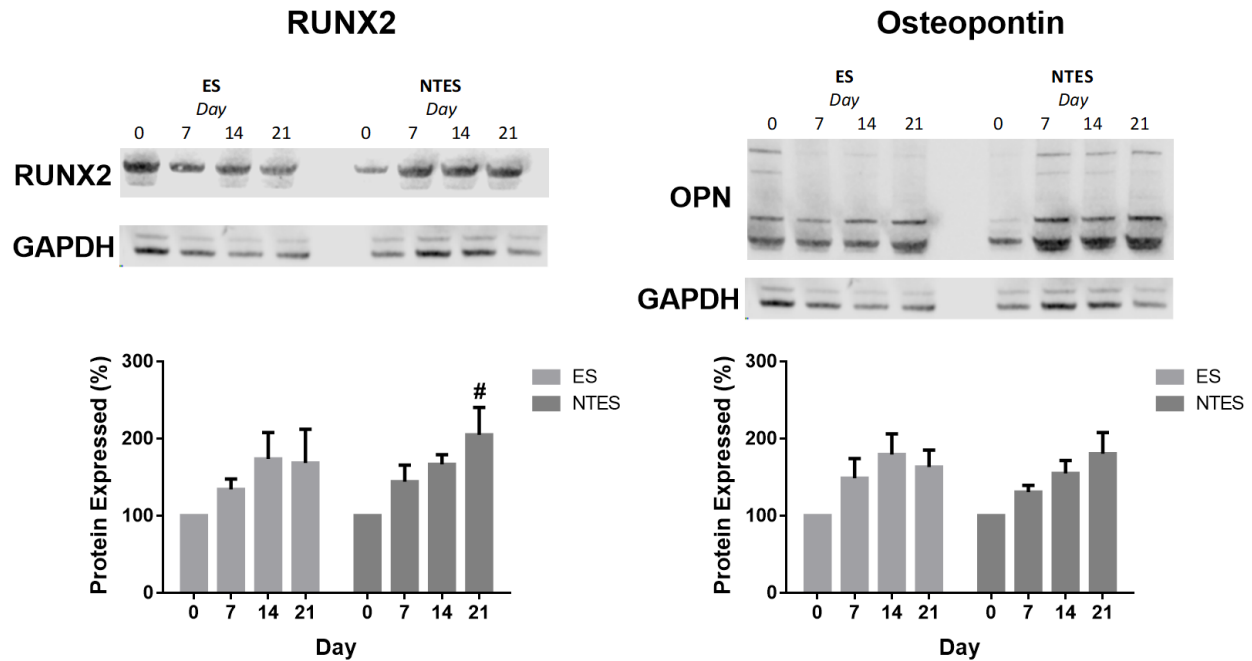 RUNX2
ES
Day
0 7 14 21
NTES
Day
0 7 14 21
RUNX2
GAPDH
Protein Expressed (%)
300
200
100
0
#
ES
NTES
0 7 14 21 0 7 14 21
Day
Osteopontin
ES
Day
0 7 14 21
NTES
Day
0 7 14 21
OPN
GAPDH
Protein Expressed (%)
300
200
100
0
ES
NTES
0 7 14 21 0 7 14 21
Day